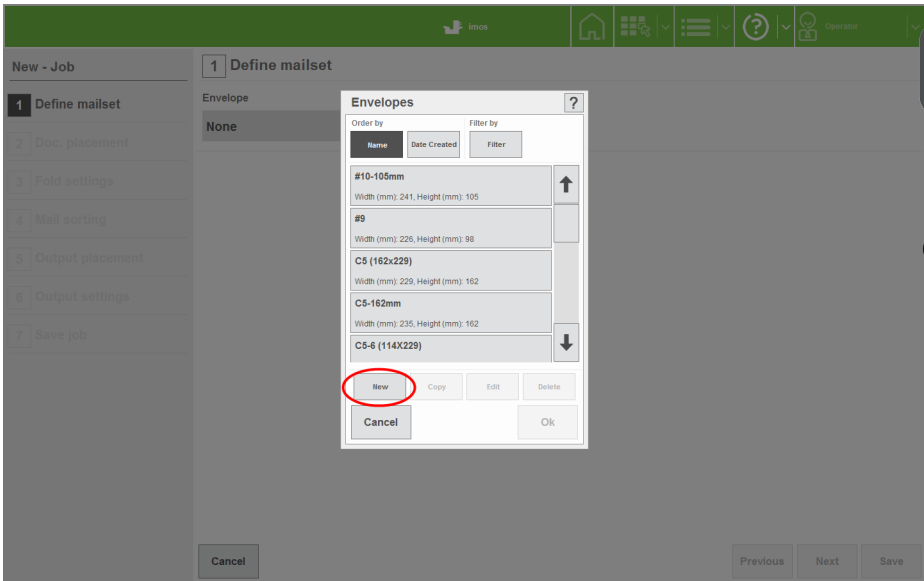 imos
Operator
New - Job
1 Define mailset
1 Define mailset
2 Doc. placement
3 Fold settings
4 Mail sorting
5 Output placement
6 Output settings
7 Save job
Envelope
None
Envelopes
?
Order by
Filter by
Name
Date Created
Filter
#10-105mm
Width (mm): 241, Height (mm): 105
#9
Width (mm): 226, Height (mm): 98
C5 (162x229)
Width (mm): 229, Height (mm): 162
C5-162mm
Width (mm): 235, Height (mm): 162
C5-6 (114X229)
New
Copy
Edit
Delete
Cancel
Ok
Cancel
Previous
Next
Save